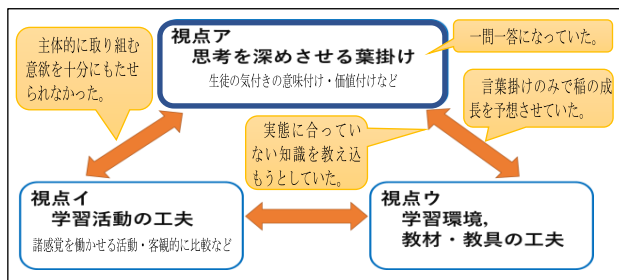 主体的に取り組む
意欲を十分にもたせ
られなかった。
視点ア
思考を深めさせる葉掛け
生徒の気付きの意味付け・価値付けなど
一問一答になっていた。
言葉掛けのみで稲の成
長を予想させていた。
実態に合ってい
ない知識を教え込
もうとしていた。
視点イ
学習活動の工夫
諸感覚を働かせる活動・客観的に比較など
視点ウ
学習環境,
教材・教具の工夫